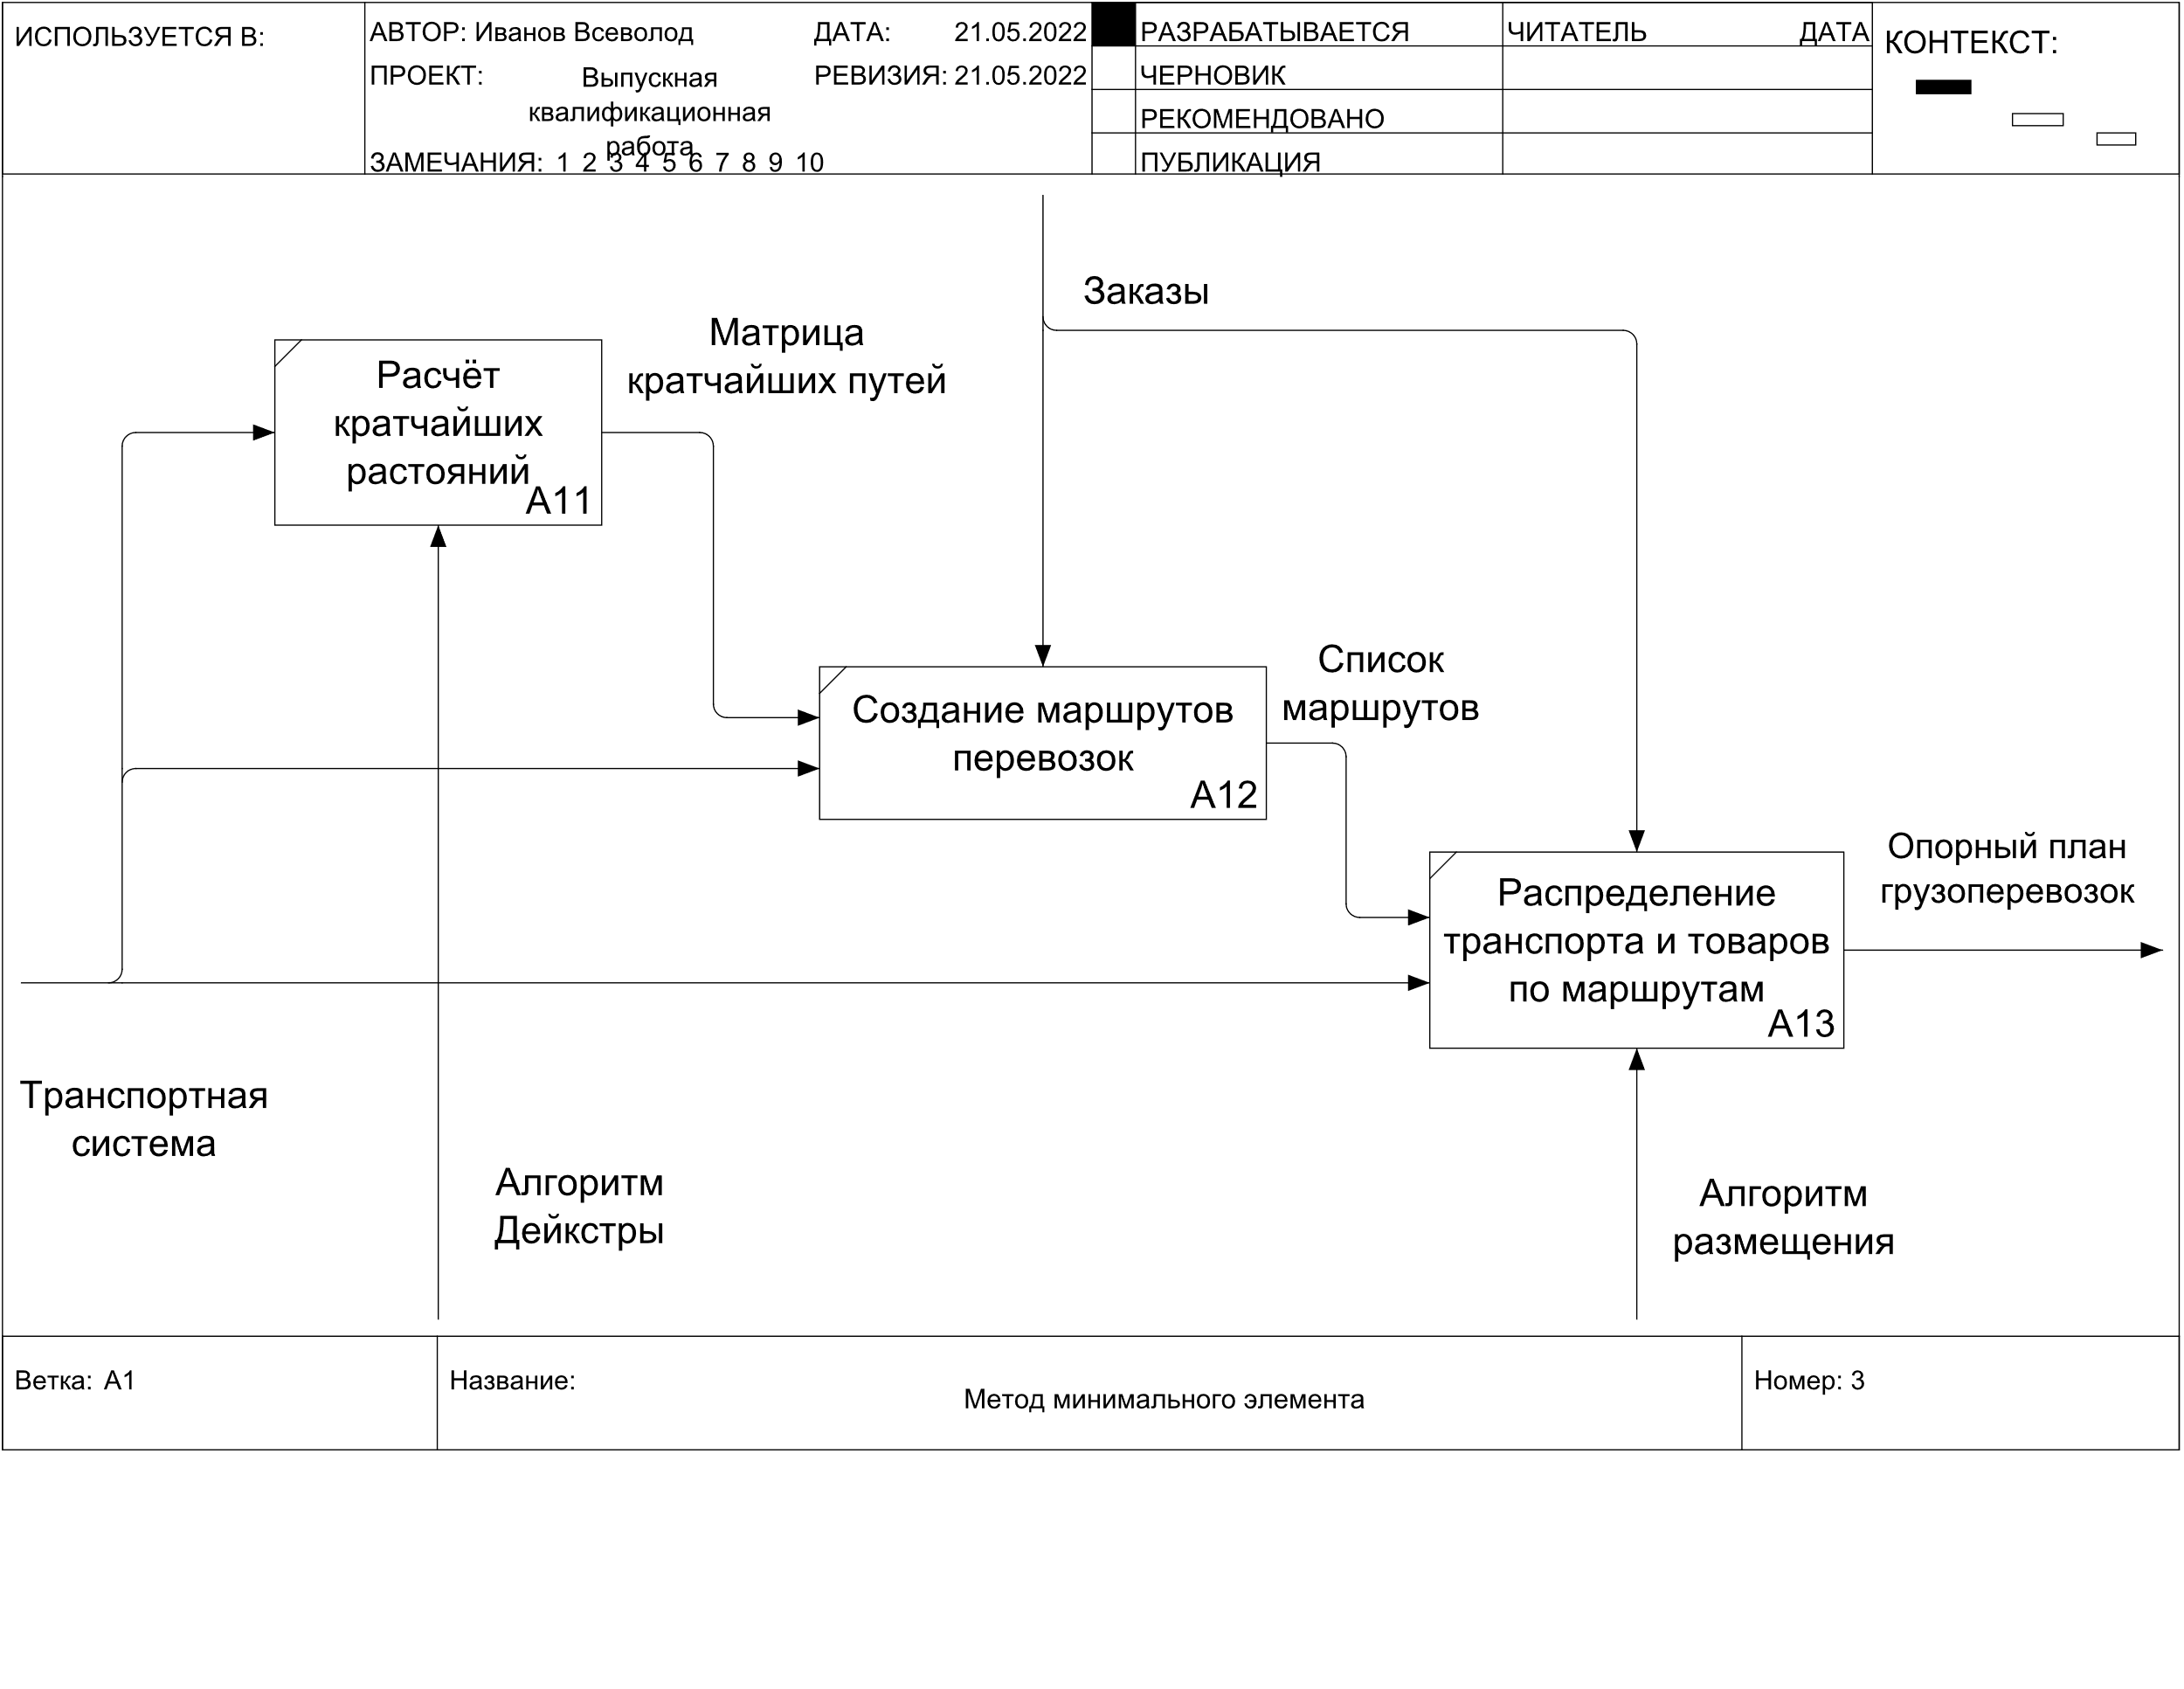 ИСПОЛЬЗУЕТСЯ В:
АВТОР: Иванов Всеволод
ДАТА: 21.05.2022
ПРОЕКТ:
Выпускная
квалификационная
работа
РЕВИЗИЯ: 21.05.2022
ЗАМЕЧАНИЯ: 1 2 3 4 5 6 7 8 9 10
РАЗРАБАТЫВАЕТСЯ
ЧЕРНОВИК
РЕКОМЕНДОВАНО
ПУБЛИКАЦИЯ
ЧИТАТЕЛЬ ДАТА
КОНТЕКСТ:
Заказы
Матрица
кратчайших путей
Расчёт
кратчайших
растояний
A11
Список
маршрутов
Создание маршрутов
перевозок
A12
Опорный план
грузоперевозок
Распределение
транспорта и товаров
по маршрутам
A13
Транспортная
система
Алгоритм
Дейкстры
Алгоритм
размещения
Ветка: A1
Название:
Метод минимального элемента
Номер: 3